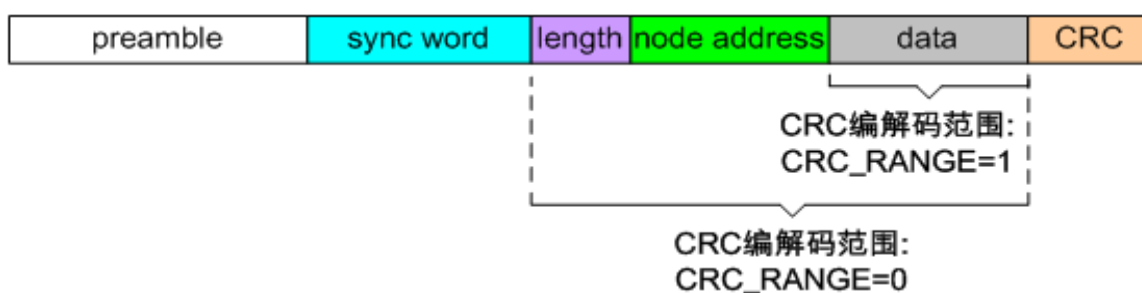 preamble sync word length node address data CRC
CRC编解码范围:
CRC_RANGE=1
CRC编解码范围:
CRC_RANGE=0